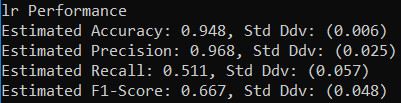 lr Performance
Estimated Accuracy: 0.948, Std Ddv: (0.006)
Estimated Precision: 0.968, Std Ddv: (0.025)
Estimated Recall: 0.511, Std Ddv: (0.057)
Estimated F1-Score: 0.667, Std Ddv: (0.048)